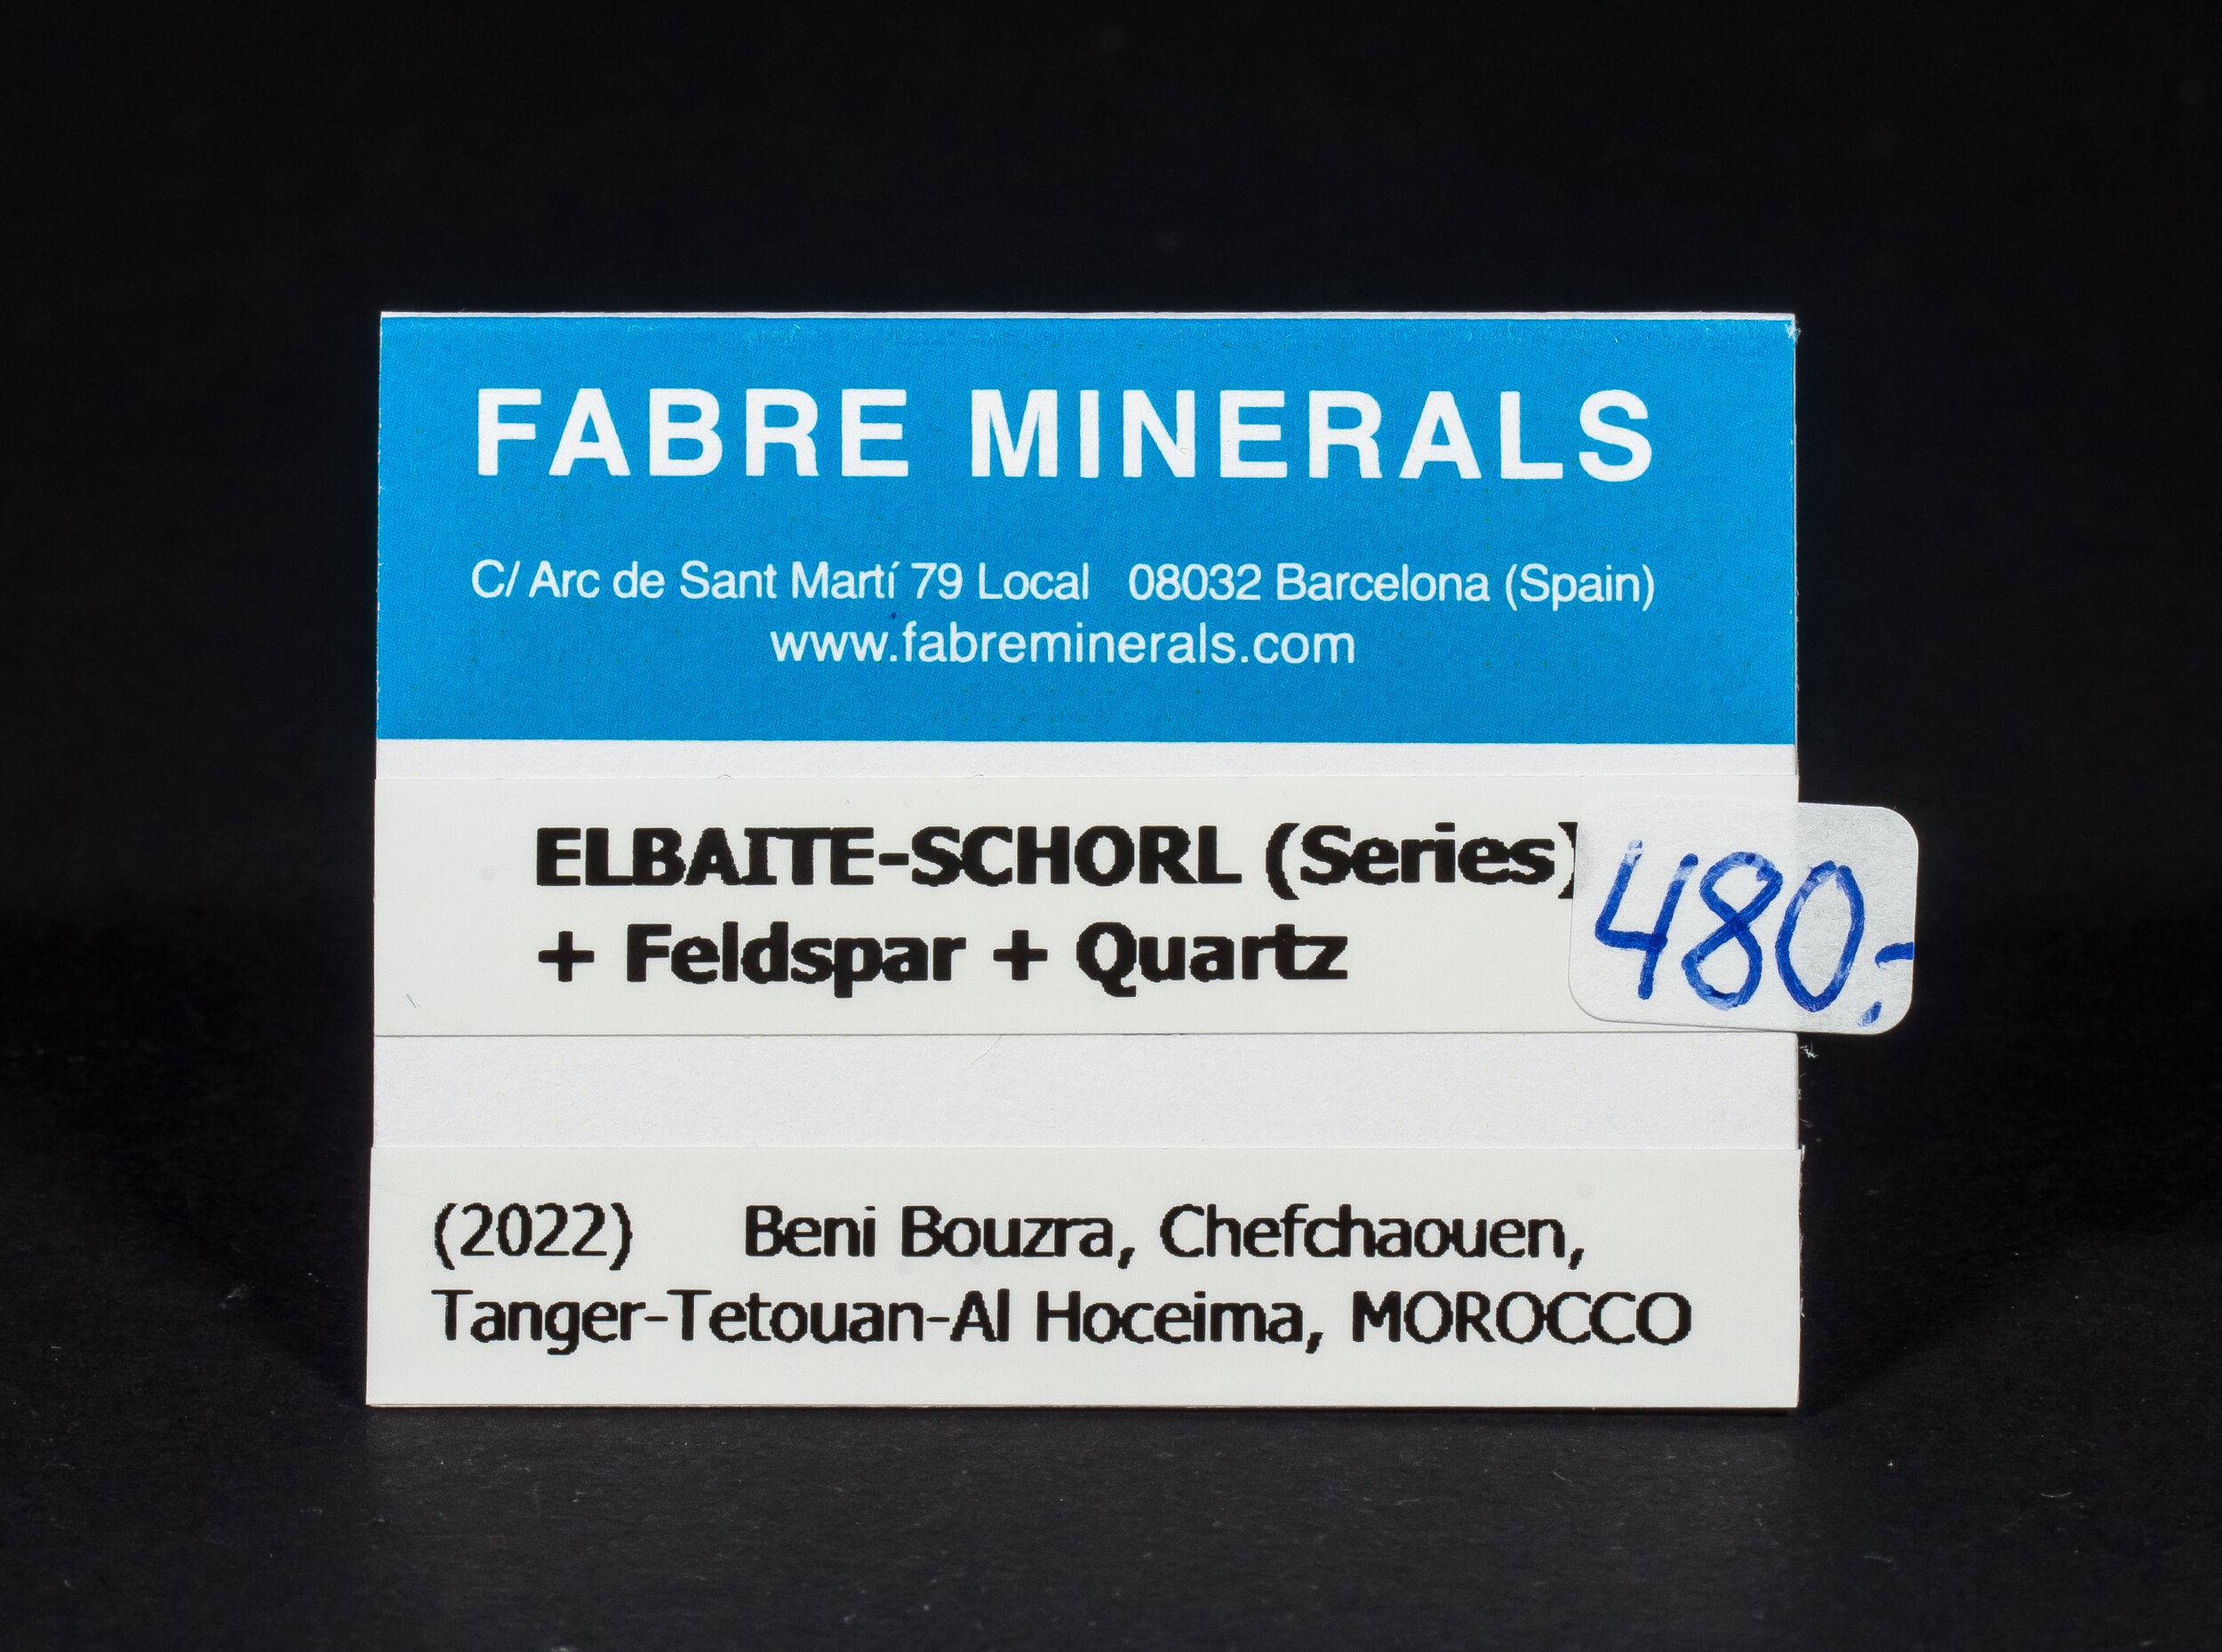 FABRE MINERALS
C/ Arc de Sant Martí 79 Local 08032 Barcelona (Spain)
www.fabreminerals.com
ELBAITE-SCHORL (Series)
+ Feldspar + Quartz
480,-
(2022) Beni Bouzra, Chefchaouen,
Tanger-Tetouan-Al Hoceima, MOROCCO